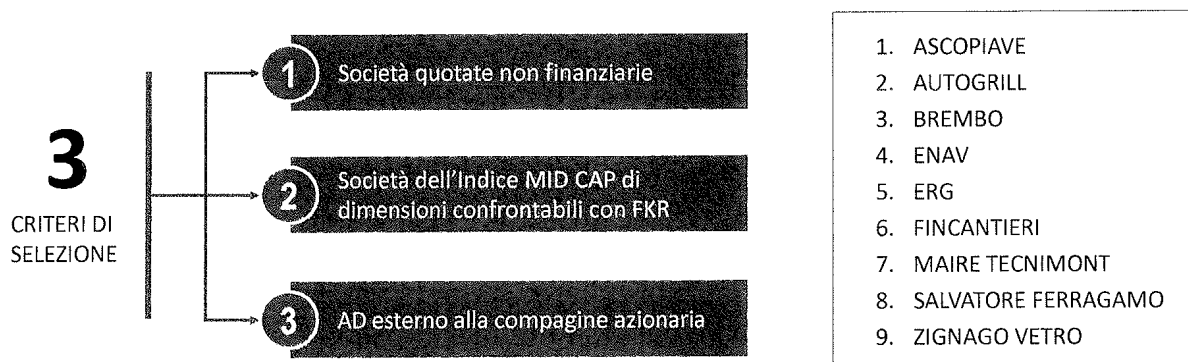 3
CRITERI DI
SELEZIONE
1
Società quotate non finanziarie
2
Società dell'Indice MID CAP di
dimensioni confrontabili con FKR
3
AD esterno alla compagine azionaria
1. ASCOPIAVE
2. AUTOGRILL
3. BREMBO
4. ENAV
5. ERG
6. FINCANTIERI
7. MAIRE TECNIMONT
8. SALVATORE FERRAGAMO
9. ZIGNAGO VETRO